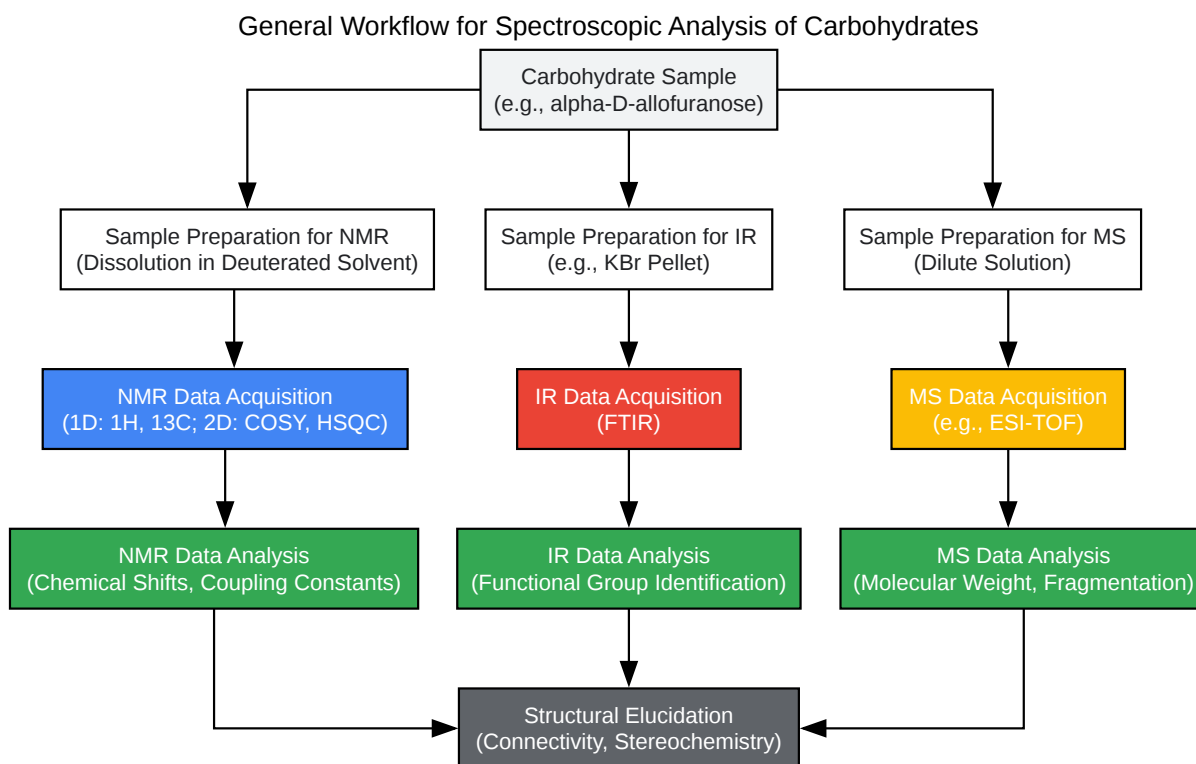 General Workflow for Spectroscopic Analysis of Carbohydrates
Carbohydrate Sample
(e.g., alpha-D-allofuranose)
Sample Preparation for NMR
(Dissolution in Deuterated Solvent)
Sample Preparation for IR
(e.g., KBr Pellet)
Sample Preparation for MS
(Dilute Solution)
NMR Data Acquisition
(1D: 1H, 13C; 2D: COSY, HSQC)
IR Data Acquisition
(FTIR)
MS Data Acquisition
(e.g., ESI-TOF)
NMR Data Analysis
(Chemical Shifts, Coupling Constants)
IR Data Analysis
(Functional Group Identification)
MS Data Analysis
(Molecular Weight, Fragmentation)
Structural Elucidation
(Connectivity, Stereochemistry)